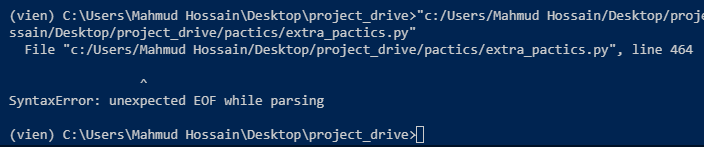 (vien) C:\Users\Mahmud Hossain\Desktop\project_drive>"c:/Users/Mahmud Hossain/Desktop/proje
ssain/Desktop/project_drive/pactics/extra_pactics.py"
  File "c:/Users/Mahmud Hossain/Desktop/project_drive/pactics/extra_pactics.py", line 464
                 ^
SyntaxError: unexpected EOF while parsing
(vien) C:\Users\Mahmud Hossain\Desktop\project_drive>